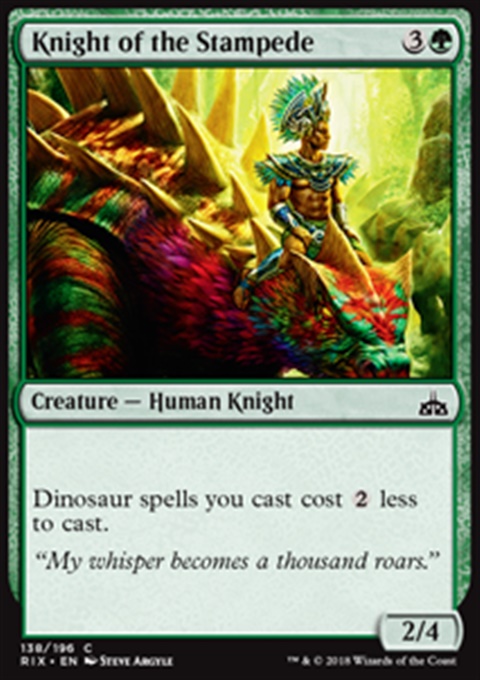 Knight of the Stampede 3
Creature — Human Knight
Dinosaur spells you cast cost 2 less
to cast.
“My whisper becomes a thousand roars.”
2/4
138/196 C
RIX • EN Steve Argyle
™ & © 2018 Wizards of the Coast